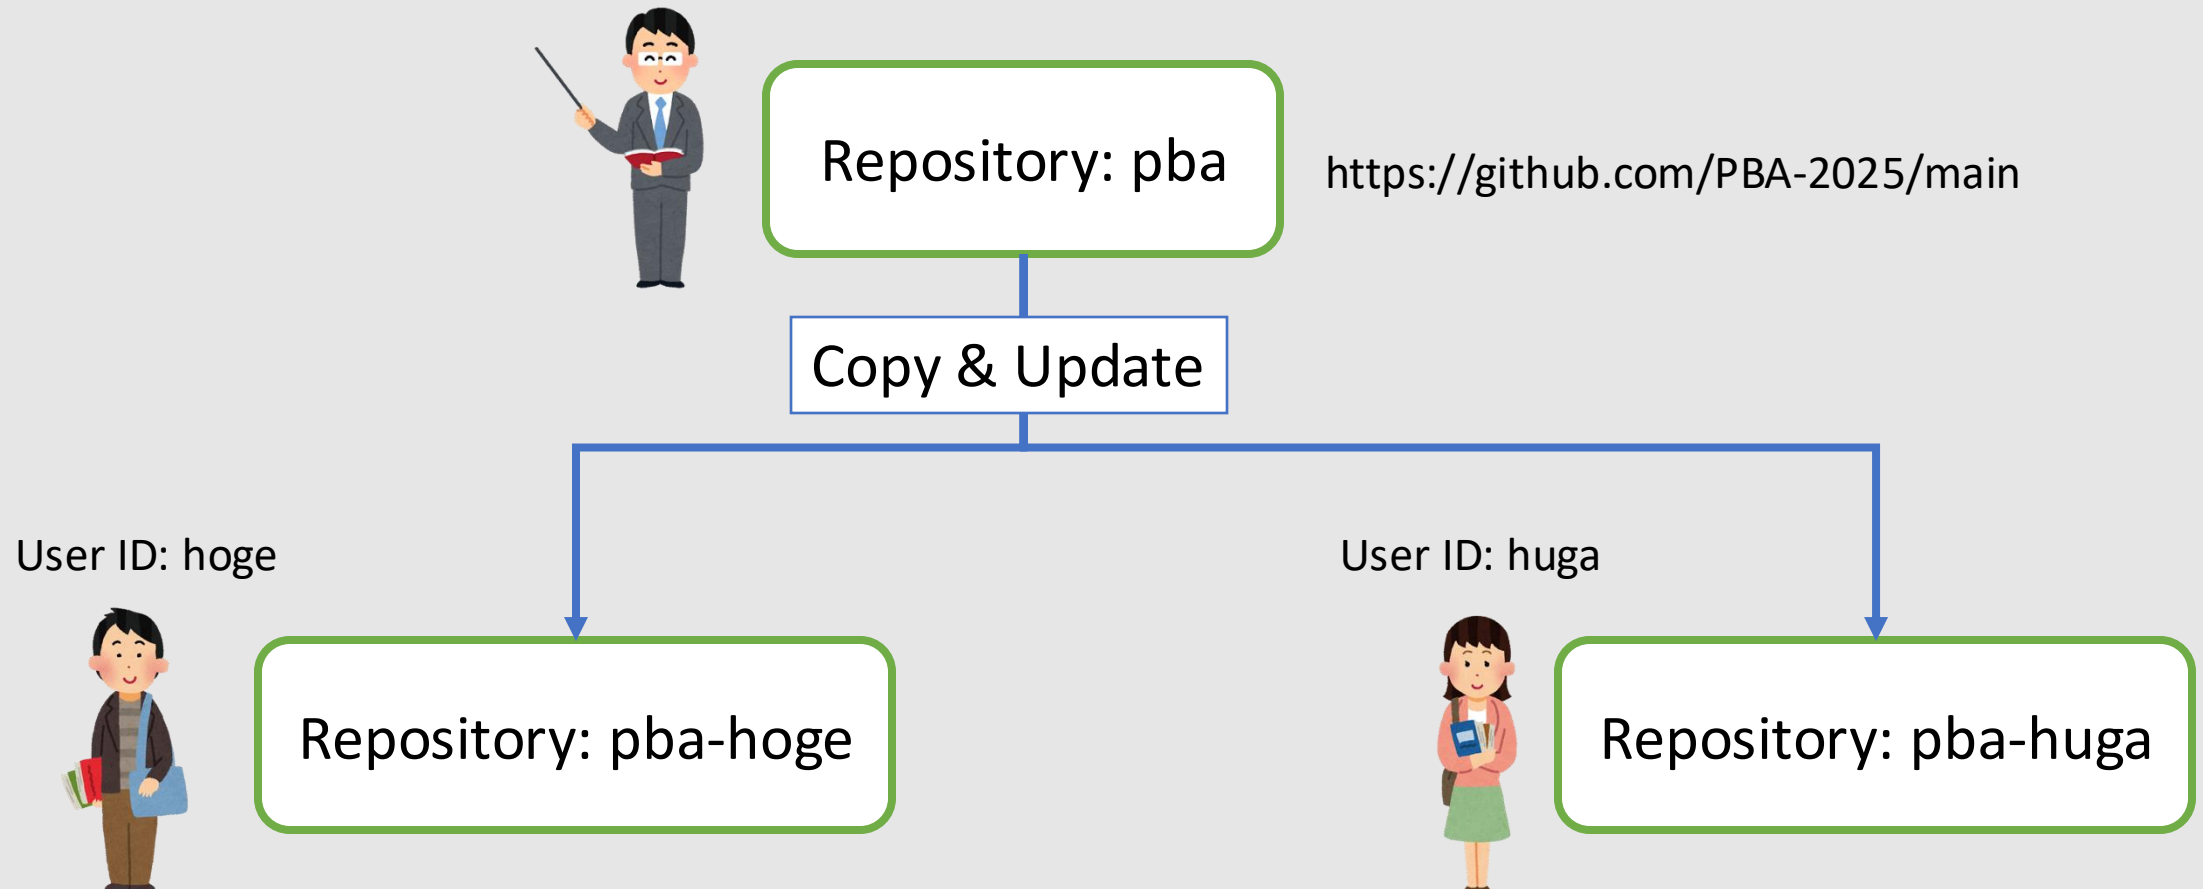 Repository: pba
https://github.com/PBA-2025/main
Copy & Update
User ID: hoge
User ID: huga
Repository: pba-hoge
Repository: pba-huga